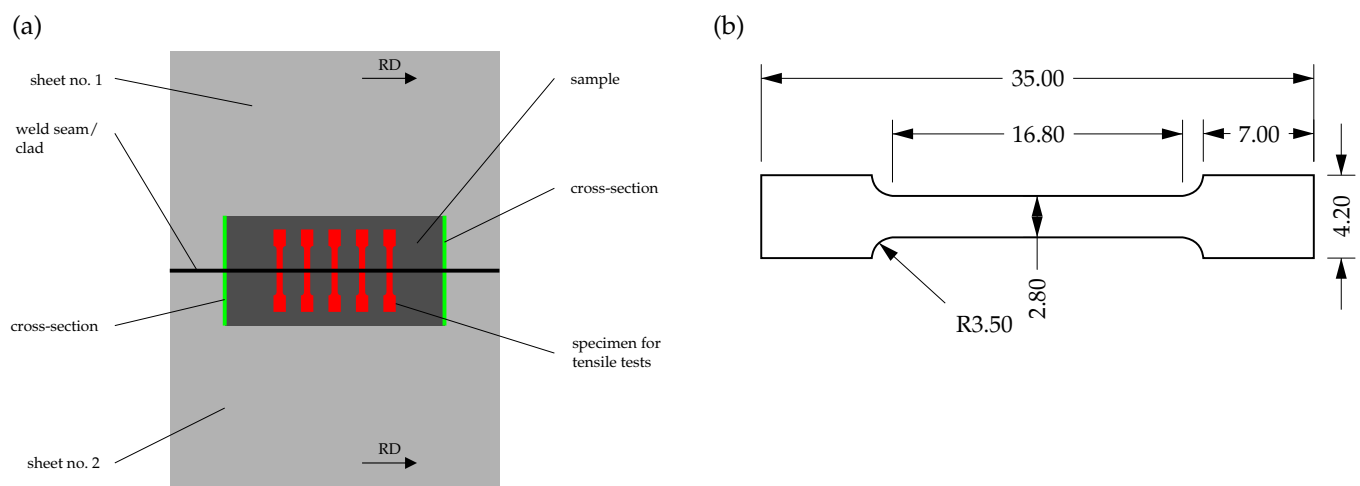 (a)
RD
sheet no. 1
sample
weld seam/
clad
cross-section
cross-section
specimen for
tensile tests
RD
sheet no. 2
(b)
35.00
16.80
7.00
4.20
2.80
R3.50